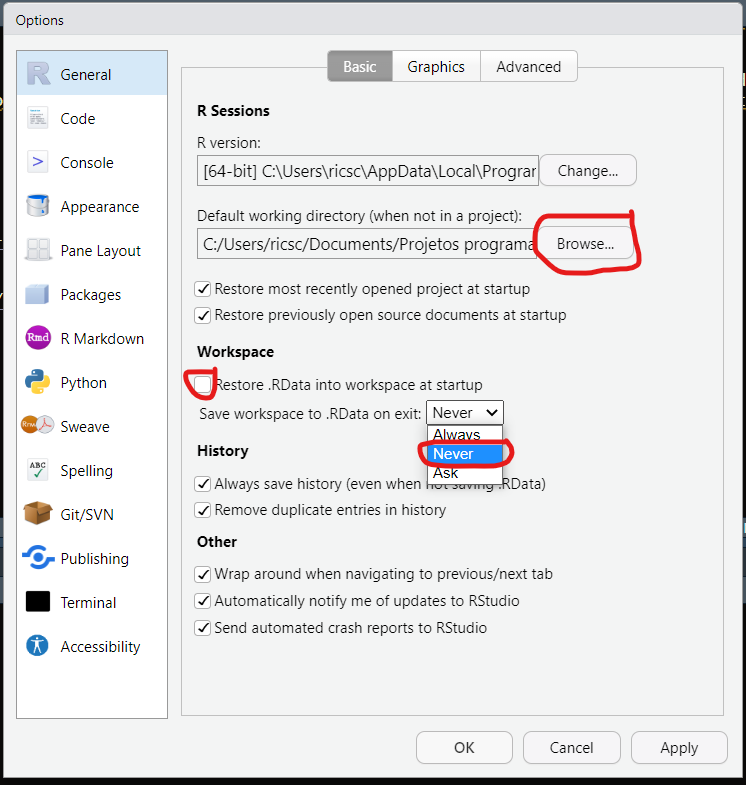 Options
General
Code
Console
Appearance
Pane Layout
Packages
Rmd R Markdown
Python
Rnw Sweave
ABC Spelling
Git/SVN
Publishing
Terminal
Accessibility
Basic Graphics Advanced
R Sessions
R version:
[64-bit] C:\Users\ricsc\AppData\Local\Prograr Change...
Default working directory (when not in a project):
C:/Users/ricsc/Documents/Projetos programa Browse...
Restore most recently opened project at startup
Restore previously open source documents at startup
Workspace
Restore .RData into workspace at startup
Save workspace to .RData on exit: Never
Always
Never
Ask
History
Always save history (even when not saving .RData)
Remove duplicate entries in history
Other
Wrap around when navigating to previous/next tab
Automatically notify me of updates to RStudio
Send automated crash reports to RStudio
OK Cancel Apply